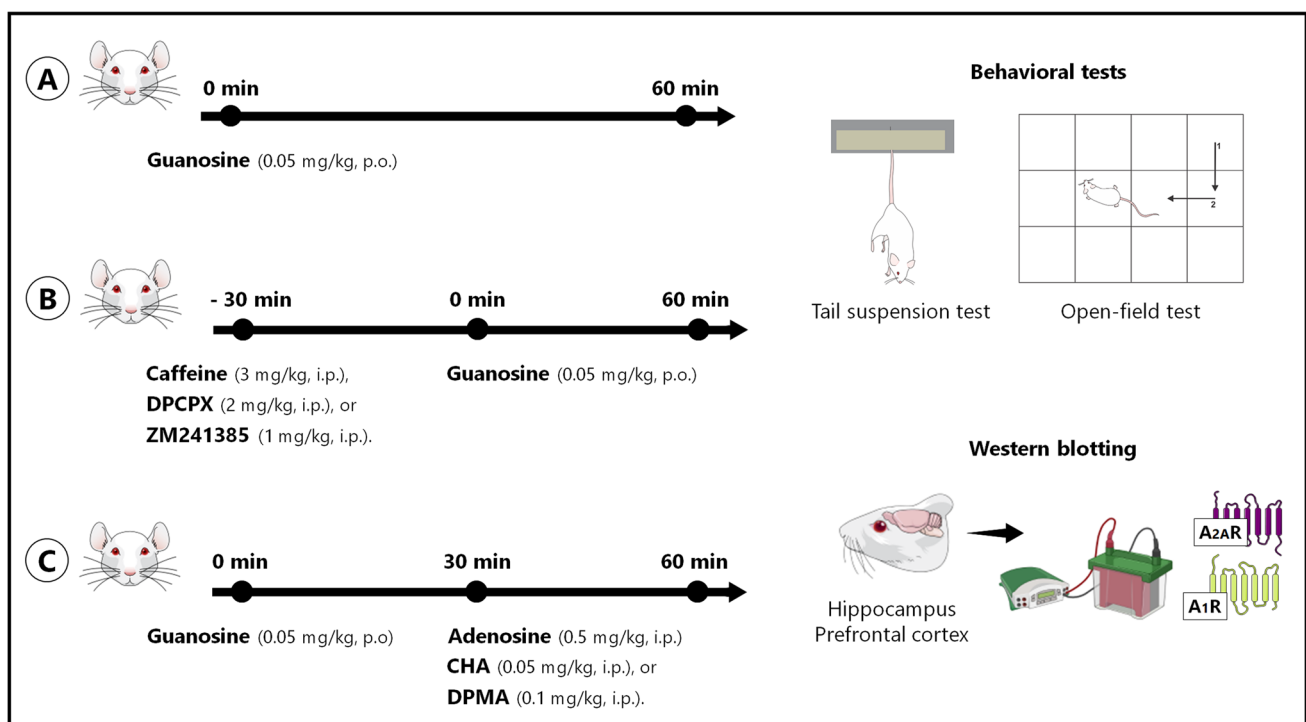 A
0 min
60 min
Guanosine (0.05 mg/kg, p.o.)
B
- 30 min
0 min
60 min
Caffeine (3 mg/kg, i.p.),
DPCPX (2 mg/kg, i.p.), or
ZM241385 (1 mg/kg, i.p.).
Guanosine (0.05 mg/kg, p.o.)
C
0 min
30 min
60 min
Guanosine (0.05 mg/kg, p.o)
Adenosine (0.5 mg/kg, i.p.)
CHA (0.05 mg/kg, i.p.), or
DPMA (0.1 mg/kg, i.p.).
Behavioral tests
1
2
Tail suspension test
Open-field test
Western blotting
Hippocampus
Prefrontal cortex
A2AR
A1R